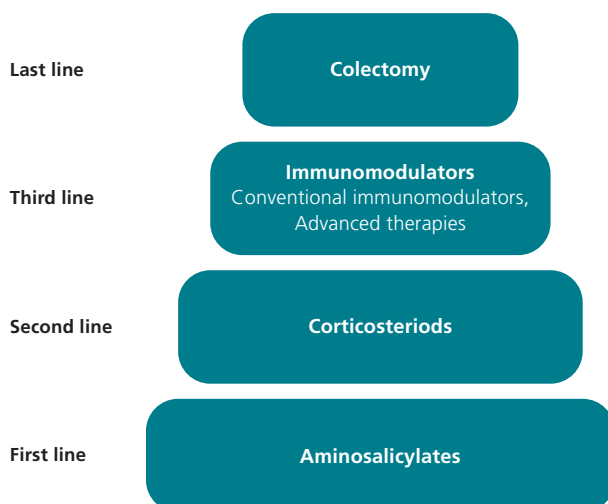 Last line
Colectomy
Third line
Immunomodulators
Conventional immunomodulators,
Advanced therapies
Second line
Corticosteriods
First line
Aminosalicylates